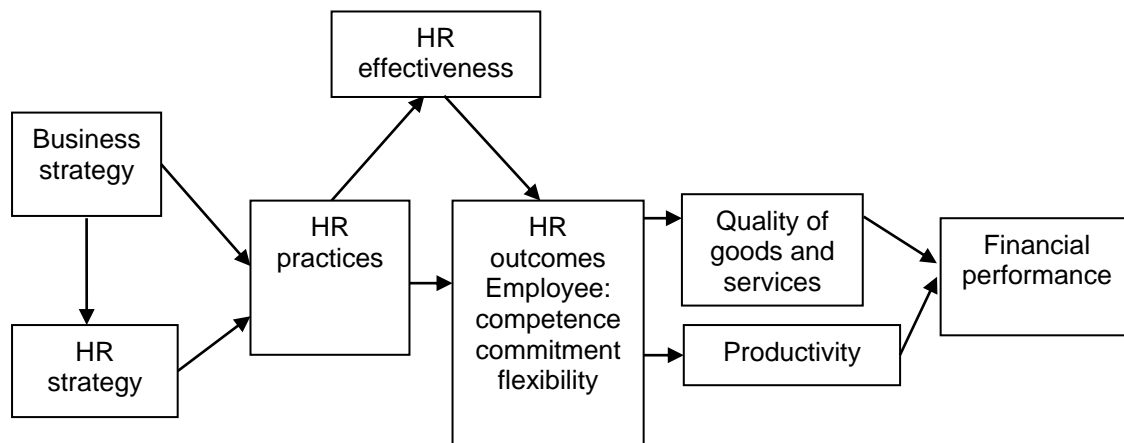 HR
effectiveness
Business
strategy
HR
practices
HR
outcomes
Employee:
competence
commitment
flexibility
Quality of
goods and
services
Financial
performance
HR
strategy
Productivity